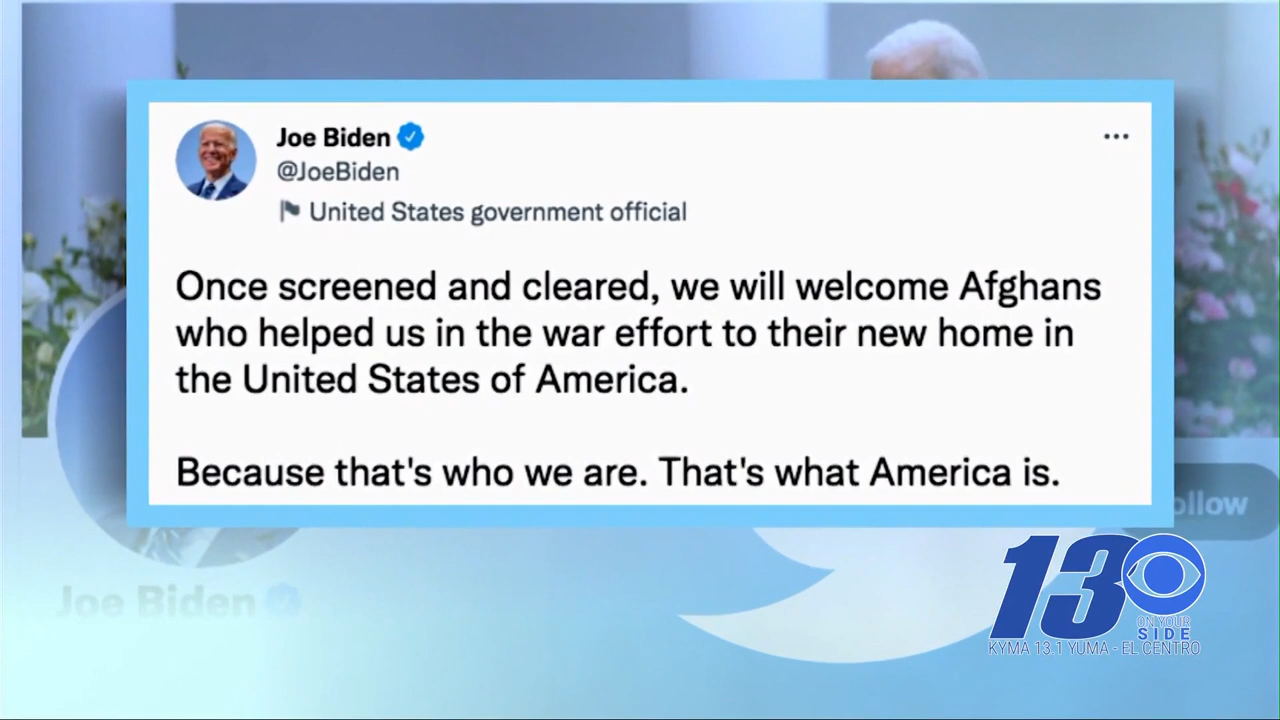 Joe Biden
@JoeBiden
United States government official
Once screened and cleared, we will welcome Afghans
who helped us in the war effort to their new home in
the United States of America.
Because that's who we are. That's what America is.
ollow
Joe Biden
13
ON YOUR
SIDE
KYMA 13.1 YUMA - EL CENTRO